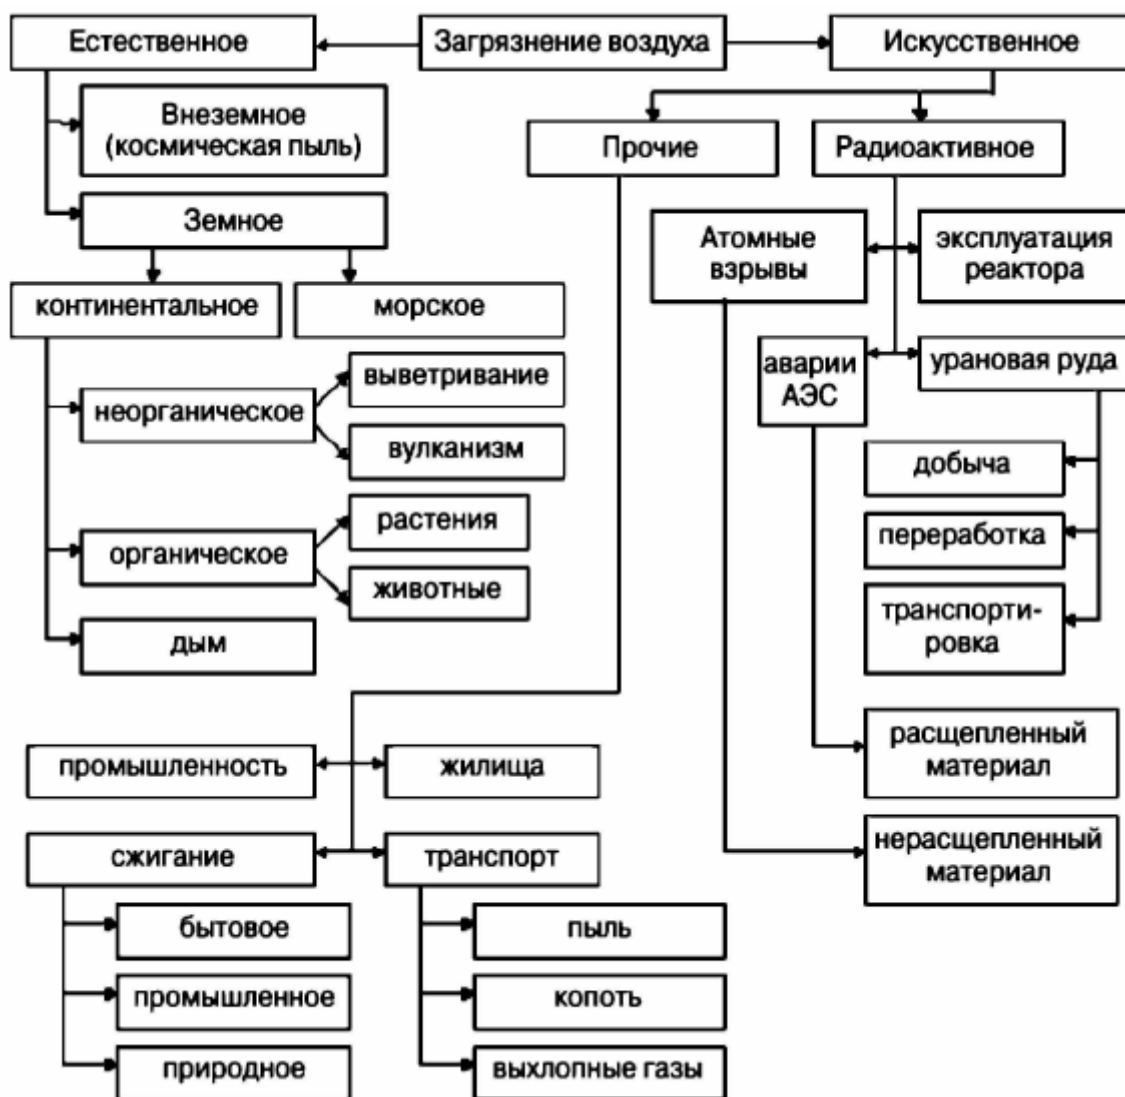 Естественное
Загрязнение воздуха
Искусственное
Внеземное
(космическая пыль)
Прочие
Радиоактивное
Земное
Атомные
взрывы
эксплуатация
реактора
континентальное
морское
аварии
АЭС
урановая руда
неорганическое
выветривание
вулканизм
добыча
органическое
растения
животные
переработка
дым
транспорти-
ровка
промышленность
жилища
расщепленный
материал
сжигание
транспорт
нерасщепленный
материал
бытовое
пыль
промышленное
копоть
природное
выхлопные газы